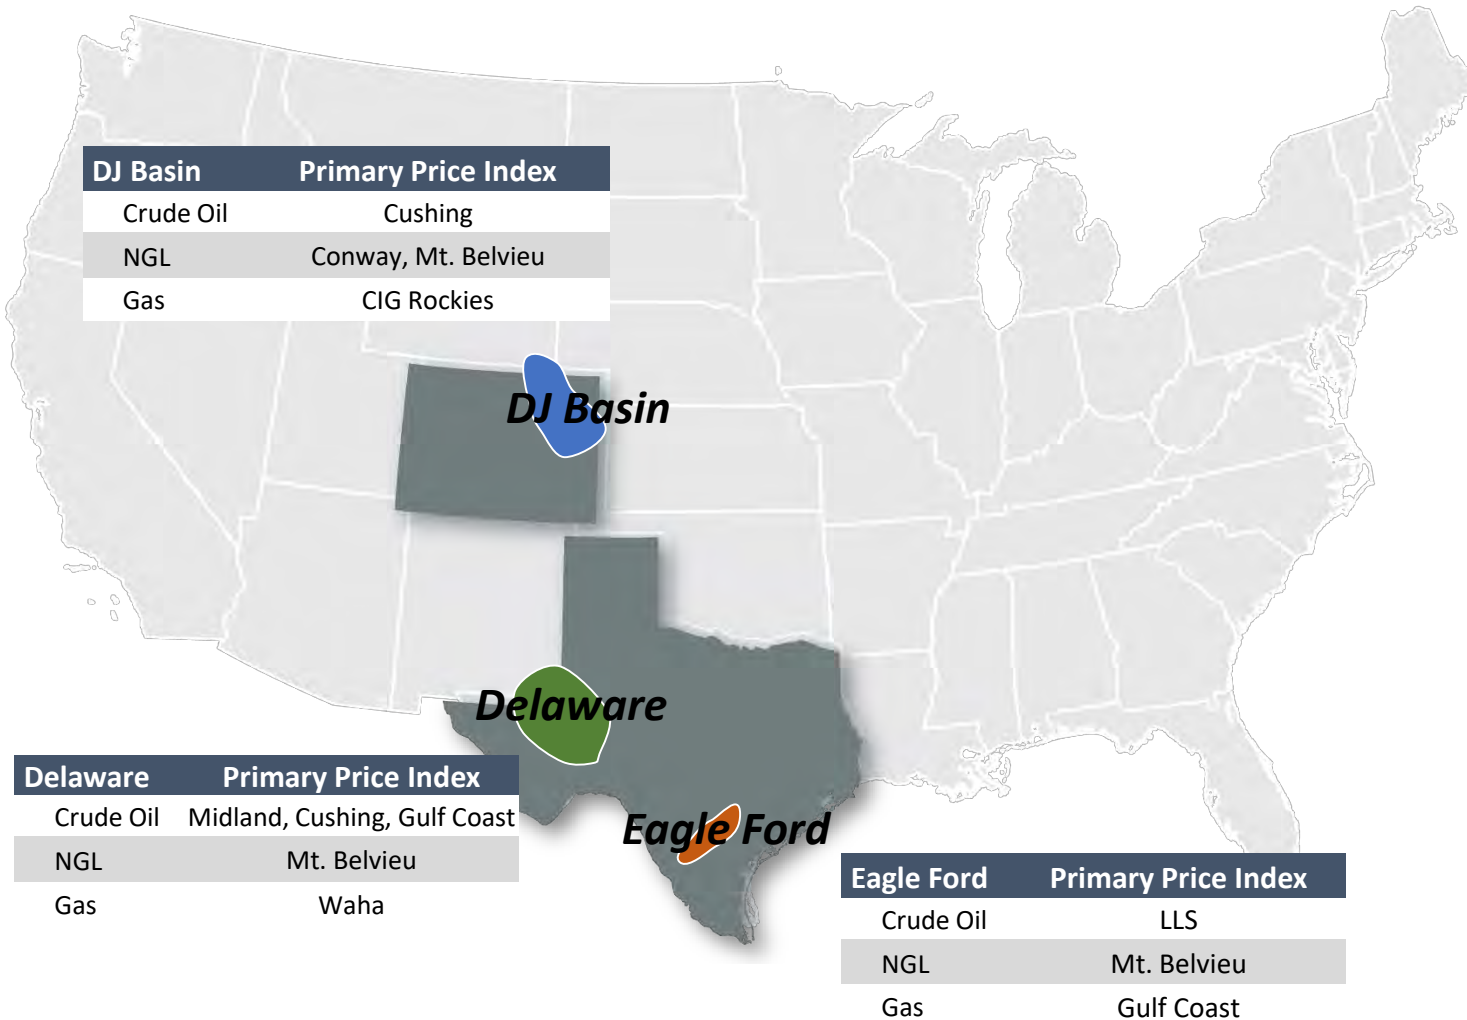 DJ Basin Primary Price Index
Crude Oil Cushing
NGL Conway, Mt. Belvieu
Gas CIG Rockies
DJ Basin
Delaware
Delaware Primary Price Index
Crude Oil Midland, Cushing, Gulf Coast
NGL Mt. Belvieu
Gas Waha
Eagle Ford
Eagle Ford Primary Price Index
Crude Oil LLS
NGL Mt. Belvieu
Gas Gulf Coast